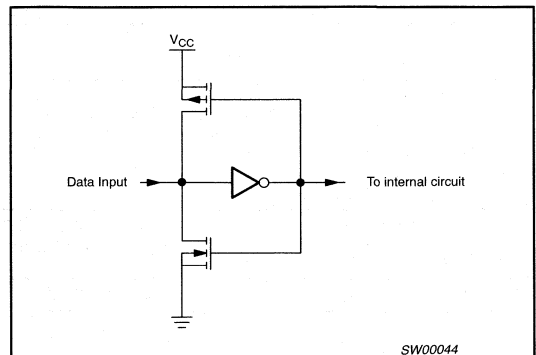 VCC
Data Input
To internal circuit
SW00044